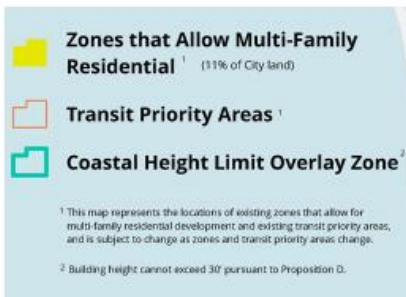 Zones that Allow Multi-Family
Residential ¹ (11% of City land)
Transit Priority Areas ¹
Coastal Height Limit Overlay Zone ²
¹ This map represents the locations of existing zones that allow for
multi-family residential development and existing transit priority areas,
and is subject to change as zones and transit priority areas change.
² Building height cannot exceed 30' pursuant to Proposition D.